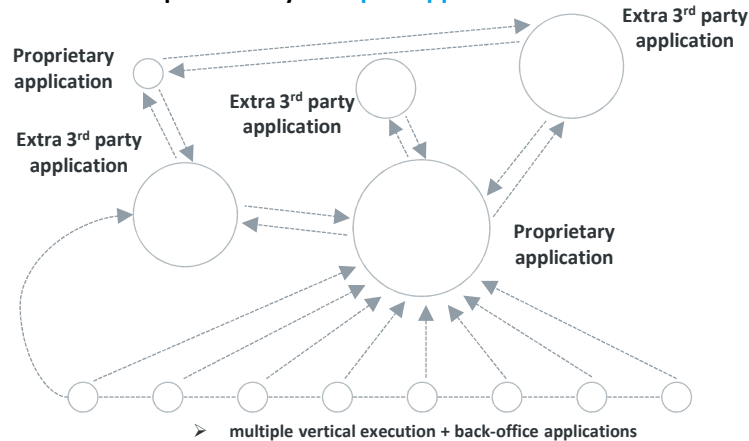 Extra 3rd party
application
Proprietary
application
Extra 3rd party
application
Extra 3rd party
application
Proprietary
application
➢ multiple vertical execution + back-office applications